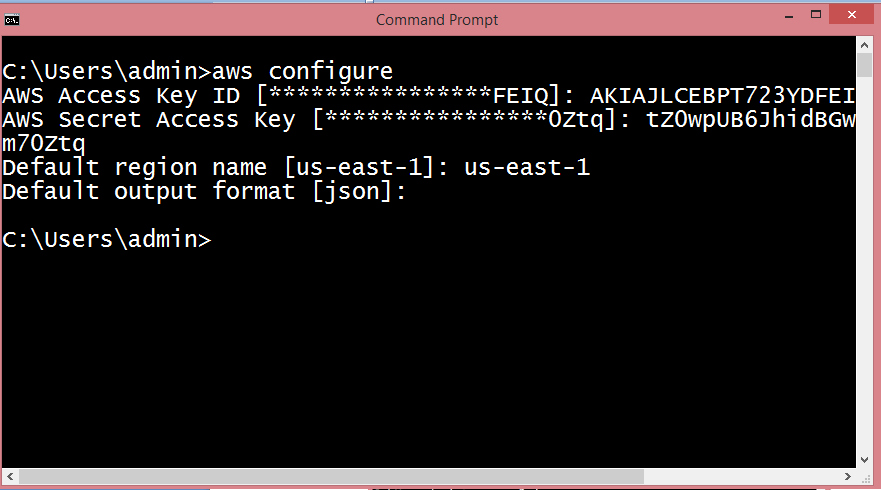 Command Prompt
C:\Users\admin>aws configure
AWS Access Key ID [****************FEIQ]: AKIAJLCEBPT723YDFEI
AWS Secret Access Key [****************OZtq]: tZOwpUB6JhidBGw
m7OZtq
Default region name [us-east-1]: us-east-1
Default output format [json]:
C:\Users\admin>